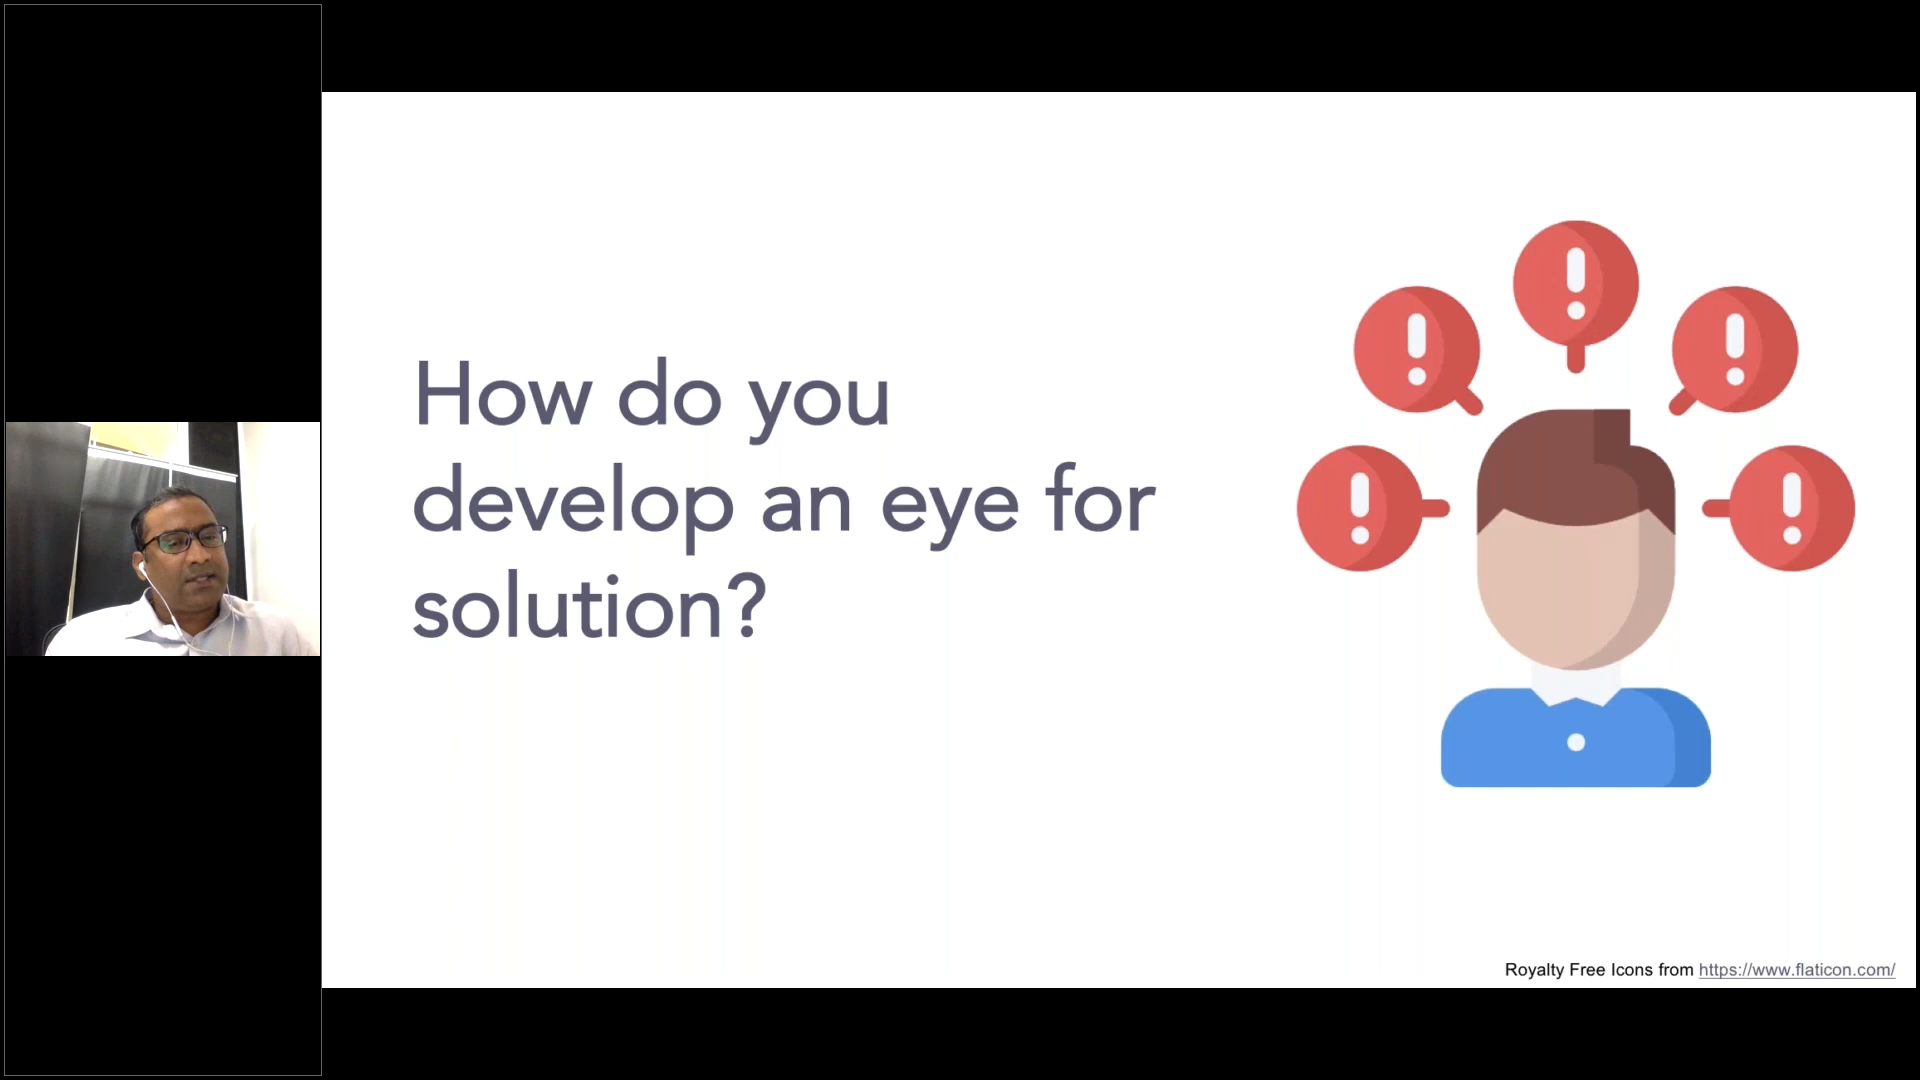 How do you
develop an eye for
solution?
Royalty Free Icons from https://www.flaticon.com/